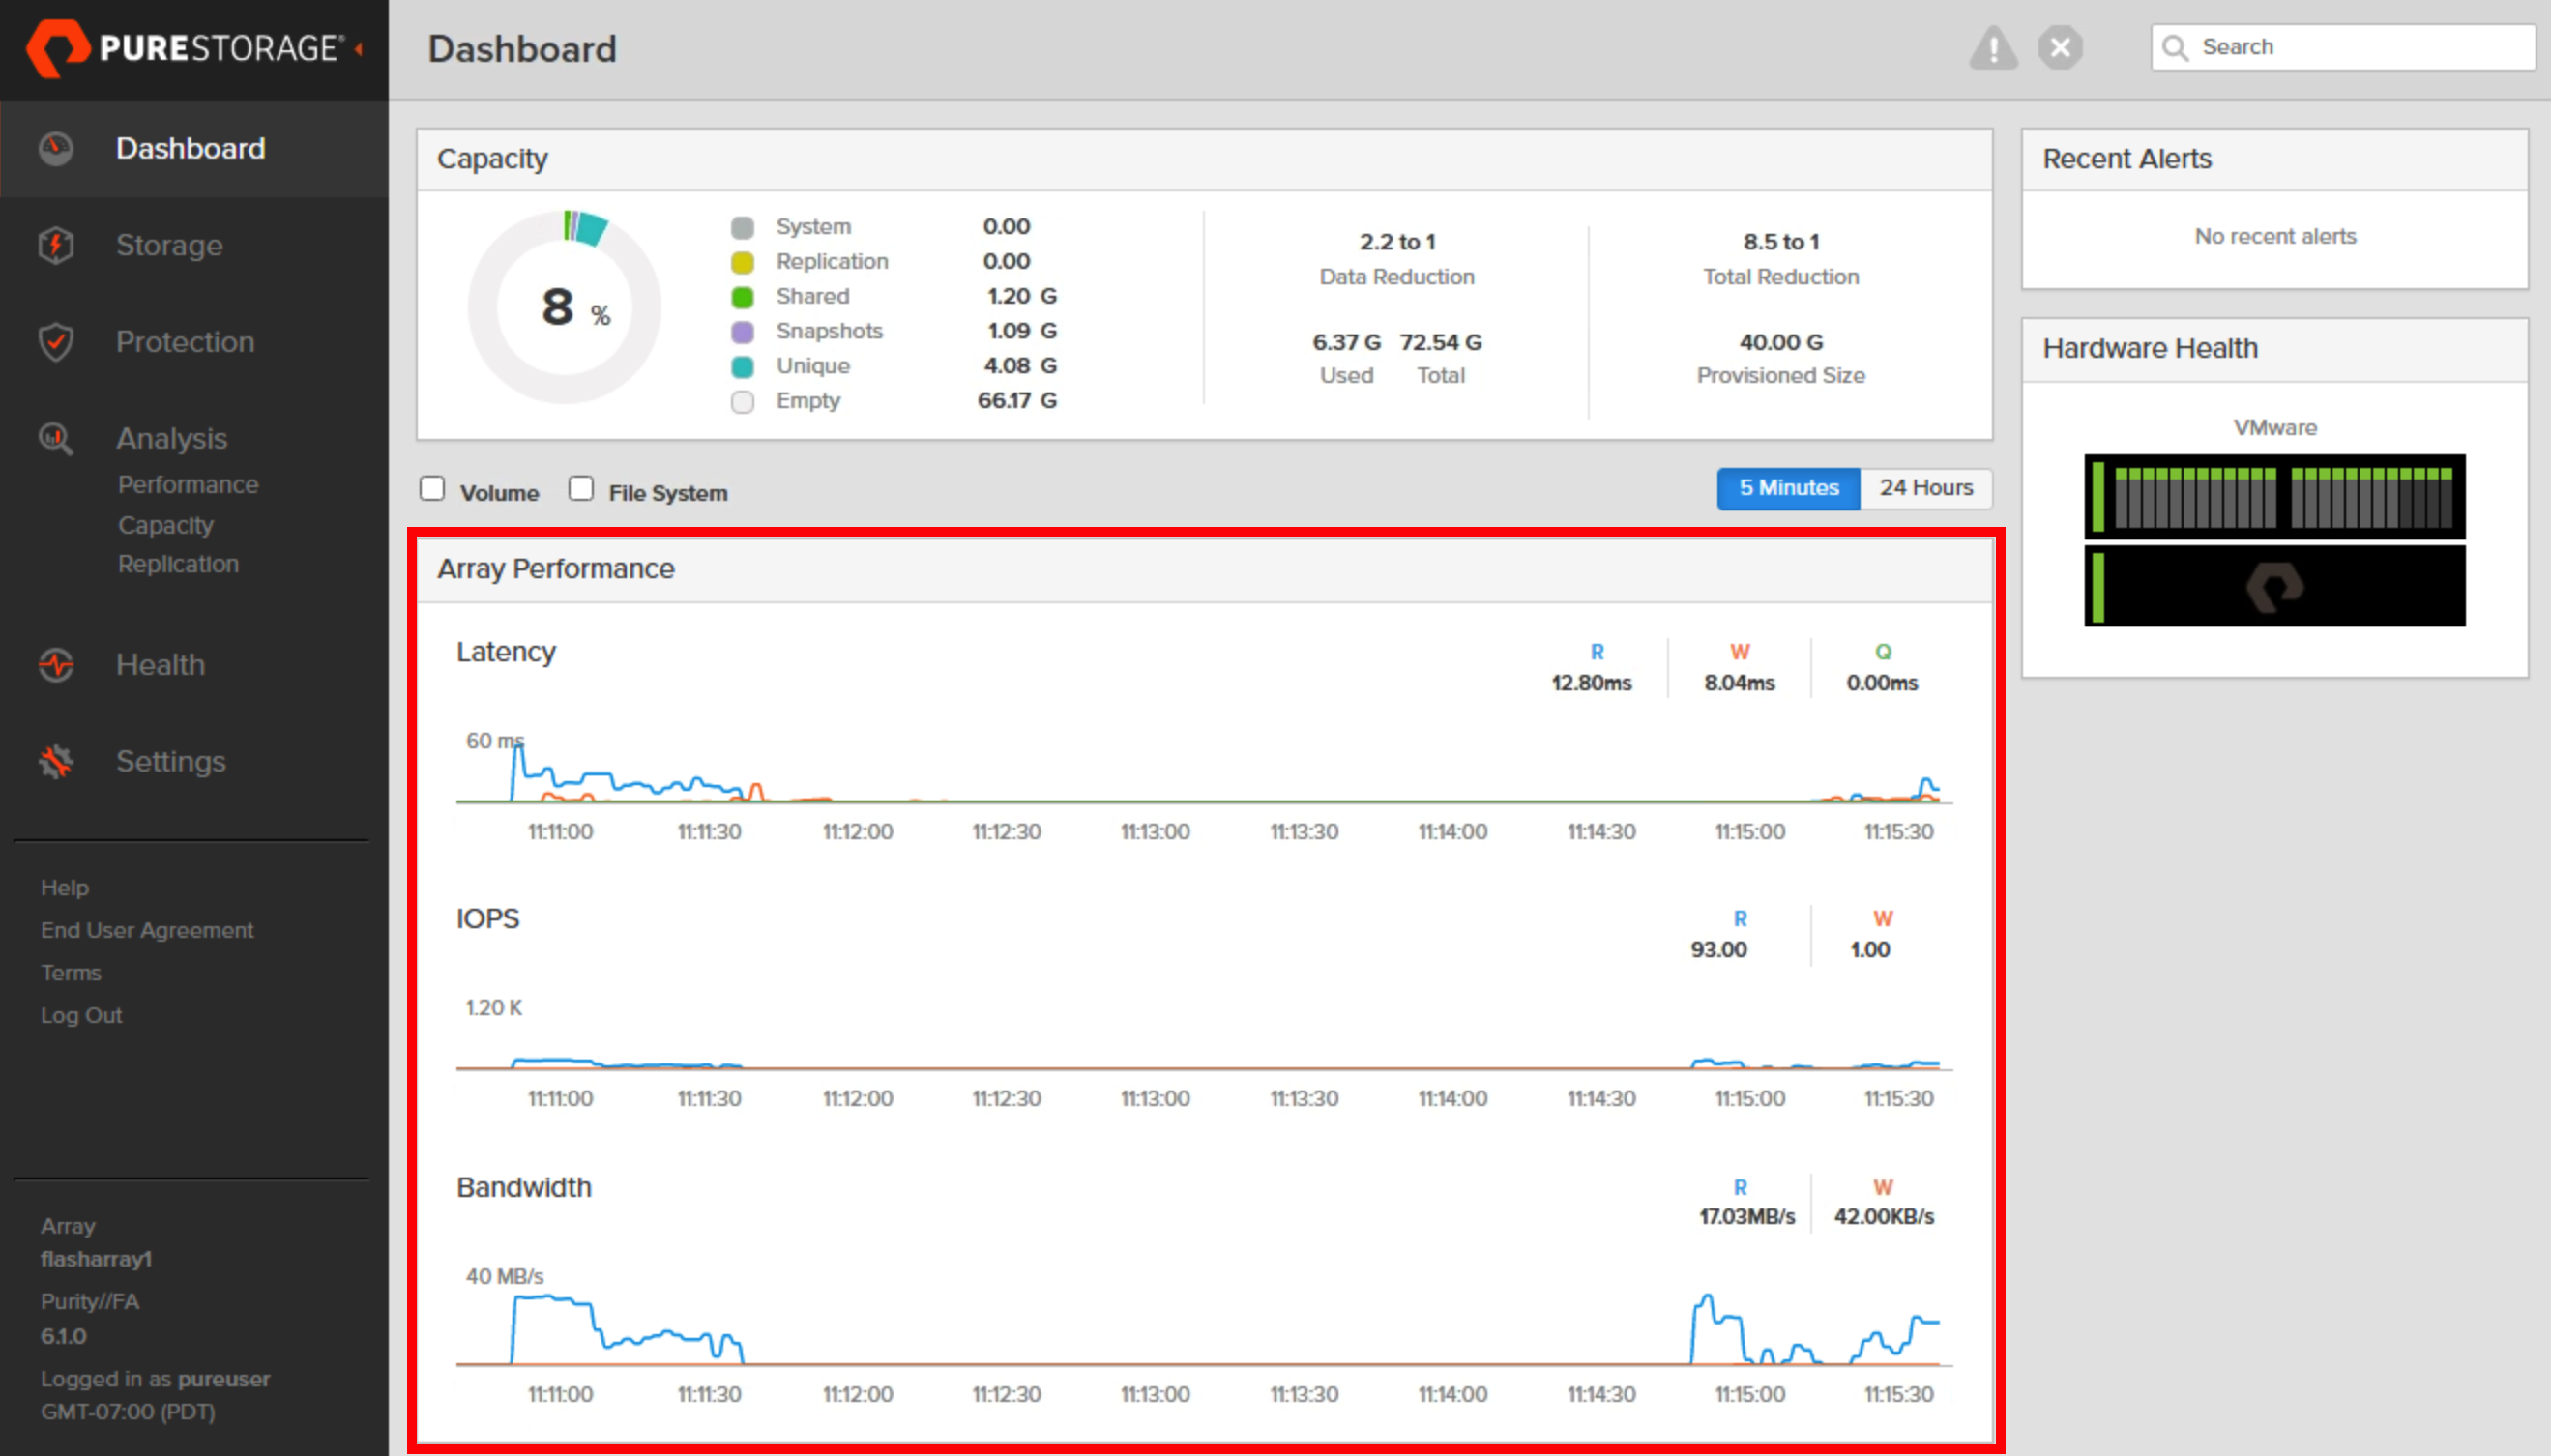 PURESTORAGE®
Dashboard
Storage
Protection
Analysis
Performance
Capacity
Replication
Health
Settings
Help
End User Agreement
Terms
Log Out
Array
flasharray1
Purity//FA
6.1.0
Logged in as pureuser
GMT-07:00 (PDT)
Dashboard
Search
Capacity
8 %
System 0.00
Replication 0.00
Shared 1.20 G
Snapshots 1.09 G
Unique 4.08 G
Empty 66.17 G
2.2 to 1
Data Reduction
6.37 G 72.54 G
Used Total
8.5 to 1
Total Reduction
40.00 G
Provisioned Size
Recent Alerts
No recent alerts
Hardware Health
VMware
Volume File System
5 Minutes 24 Hours
Array Performance
Latency
R W Q
12.80ms 8.04ms 0.00ms
60 ms
11:11:00 11:11:30 11:12:00 11:12:30 11:13:00 11:13:30 11:14:00 11:14:30 11:15:00 11:15:30
IOPS
R W
93.00 1.00
1.20 K
11:11:00 11:11:30 11:12:00 11:12:30 11:13:00 11:13:30 11:14:00 11:14:30 11:15:00 11:15:30
Bandwidth
R W
17.03MB/s 42.00KB/s
40 MB/s
11:11:00 11:11:30 11:12:00 11:12:30 11:13:00 11:13:30 11:14:00 11:14:30 11:15:00 11:15:30